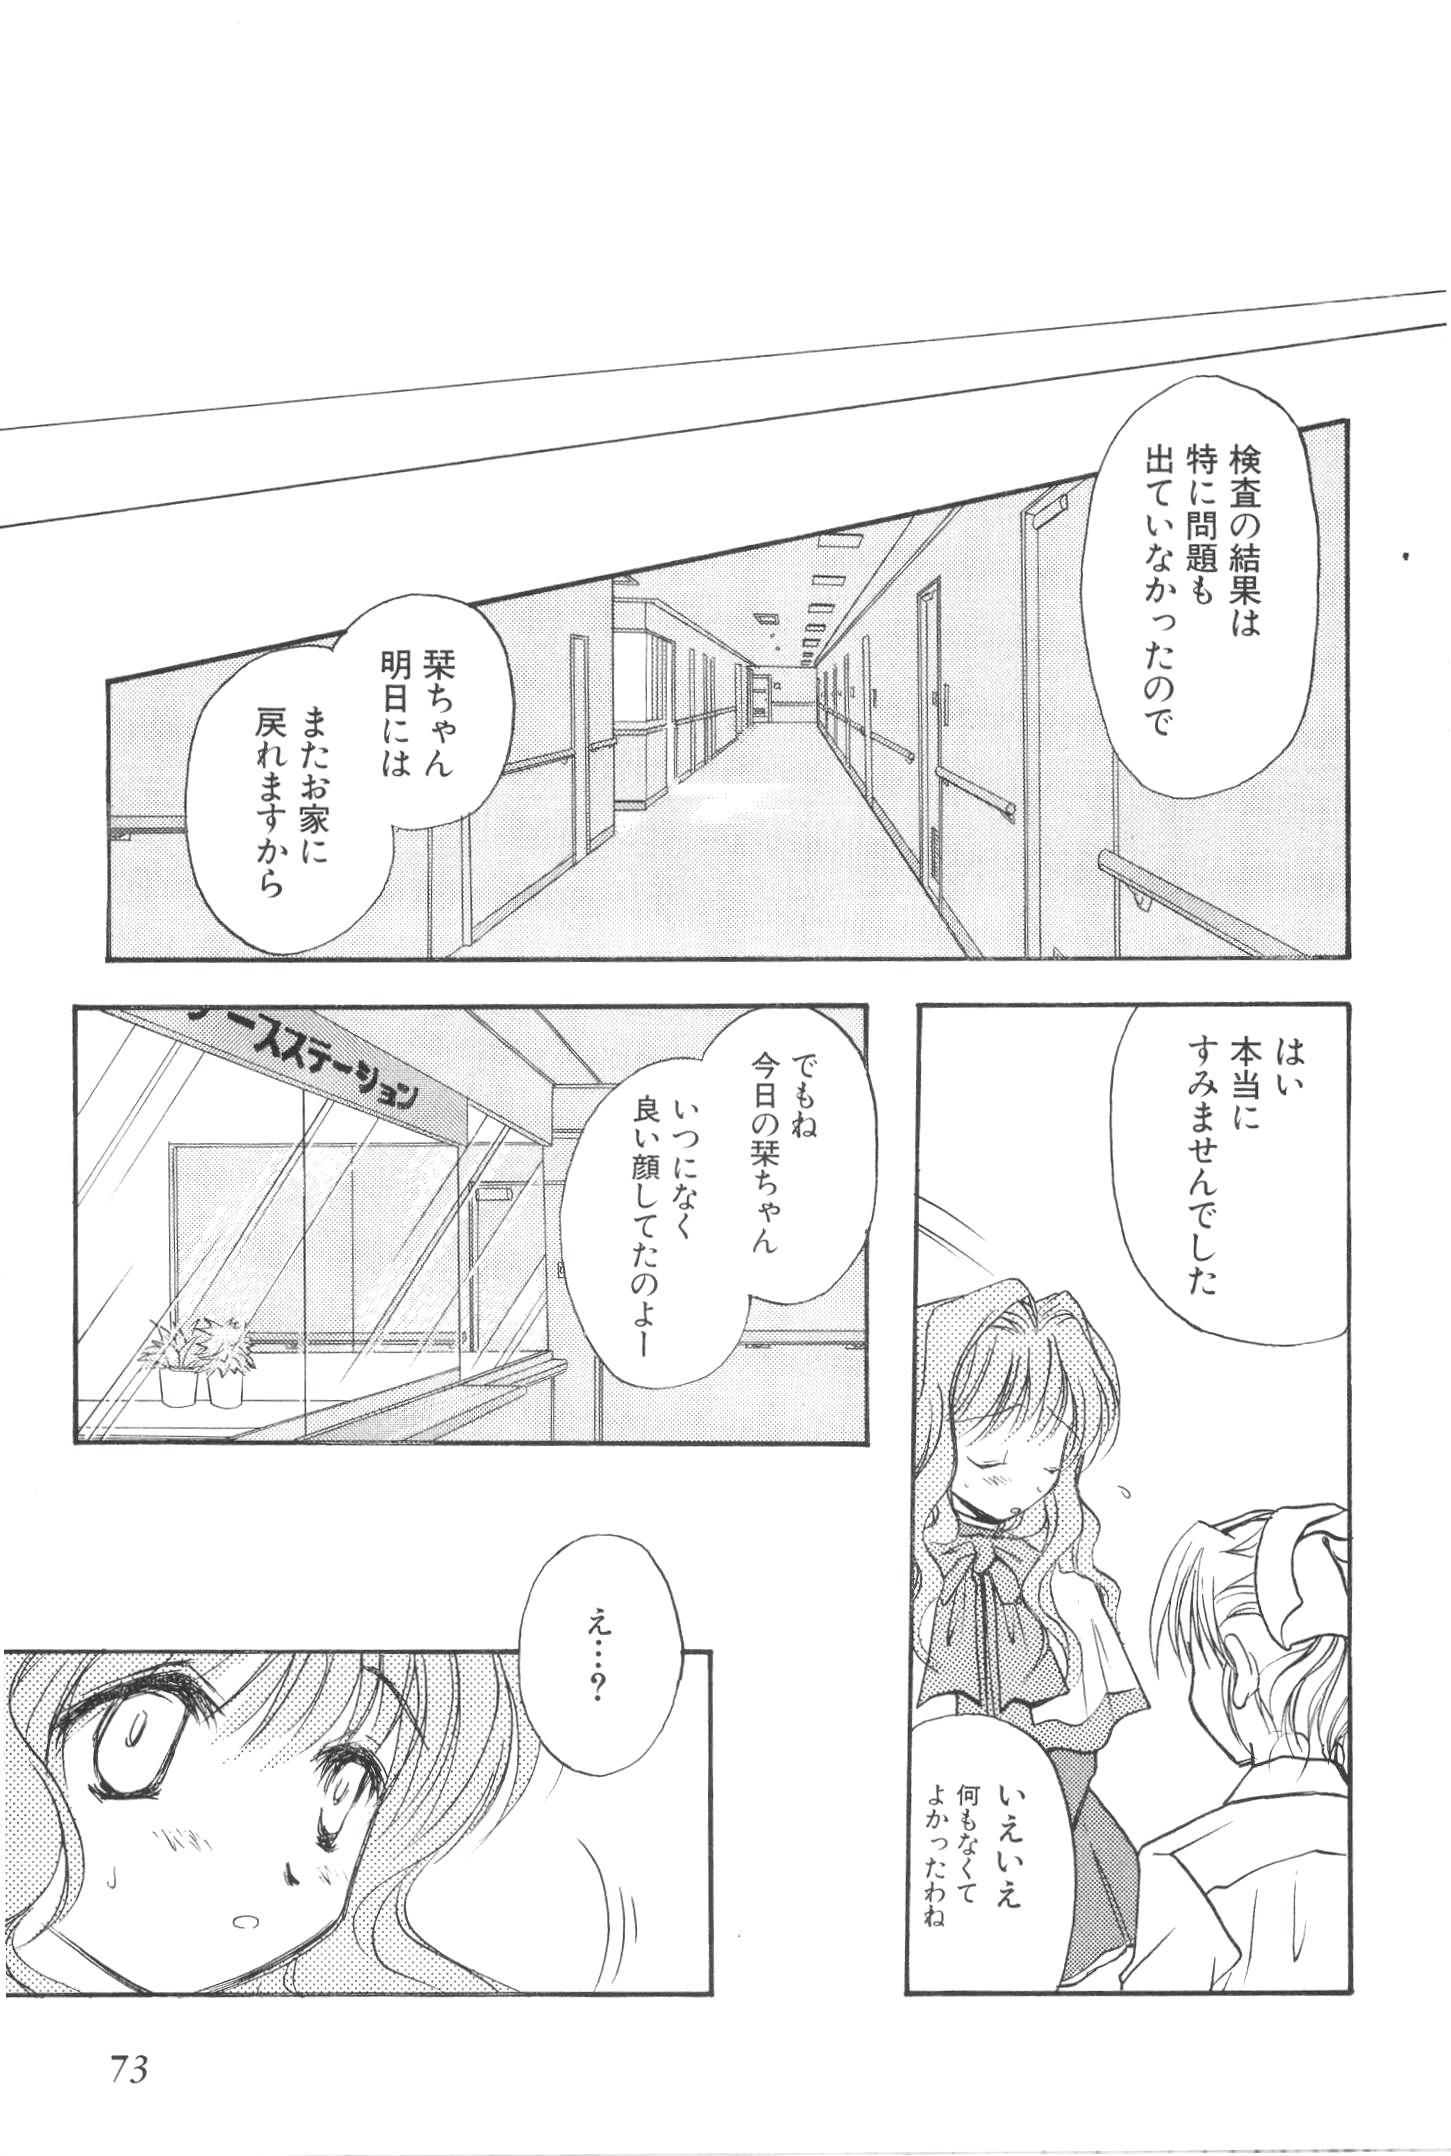 検査の結果は
特に問題も
出ていなかったので
栞ちゃん
明日には
またお家に
戻れますから
はい
本当に
すみませんでした
いえいえ
何もなくて
よかったわね
でもね
今日の栞ちゃん
いつになく
良い顔してたのよー
ナースステーション
え…?
73